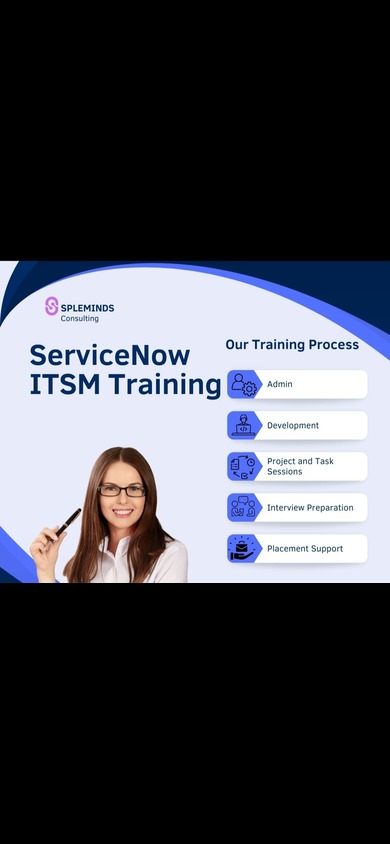 SPLEMINDS
Consulting
ServiceNow
ITSM Training
Our Training Process
Admin
Development
Project and Task
Sessions
Interview Preparation
Placement Support